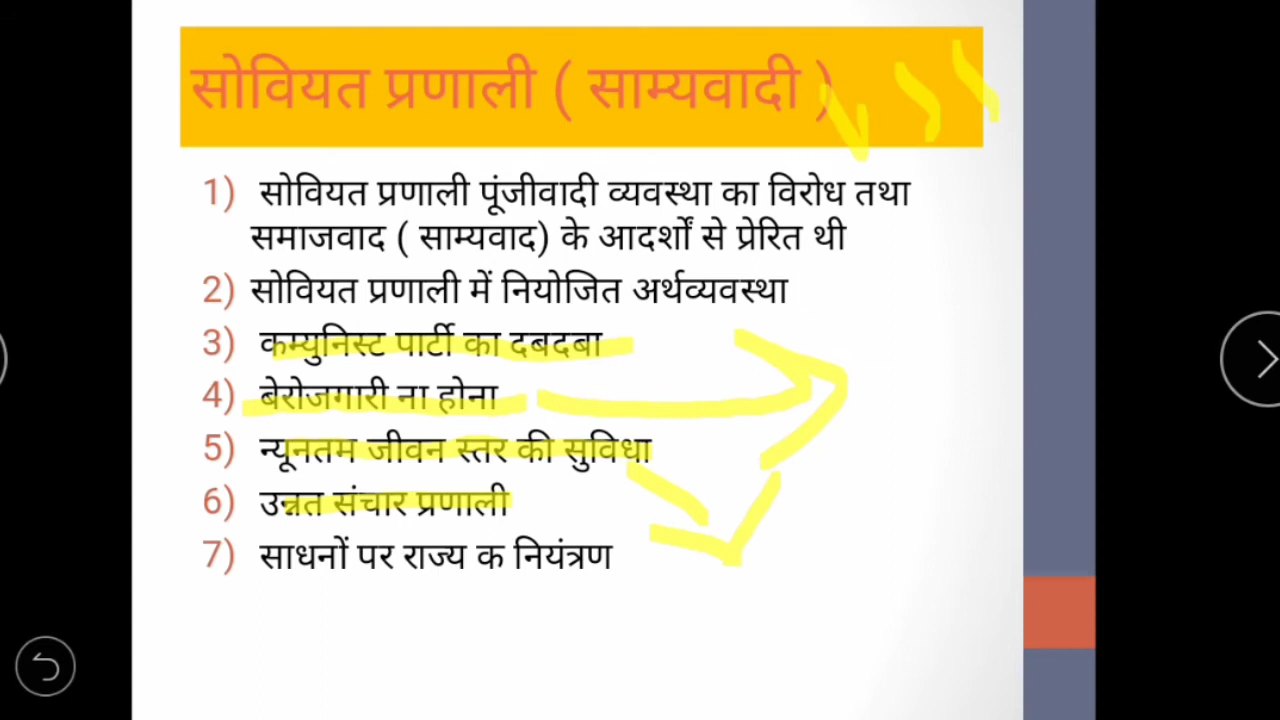 सोवियत प्रणाली ( साम्यवादी )
1) सोवियत प्रणाली पूंजीवादी व्यवस्था का विरोध तथा
समाजवाद ( साम्यवाद) के आदर्शों से प्रेरित थी
2) सोवियत प्रणाली में नियोजित अर्थव्यवस्था
3) कम्युनिस्ट पार्टी का दबदबा
4) बेरोजगारी ना होना
5) न्यूनतम जीवन स्तर की सुविधा
6) उन्नत संचार प्रणाली
7) साधनों पर राज्य क नियंत्रण